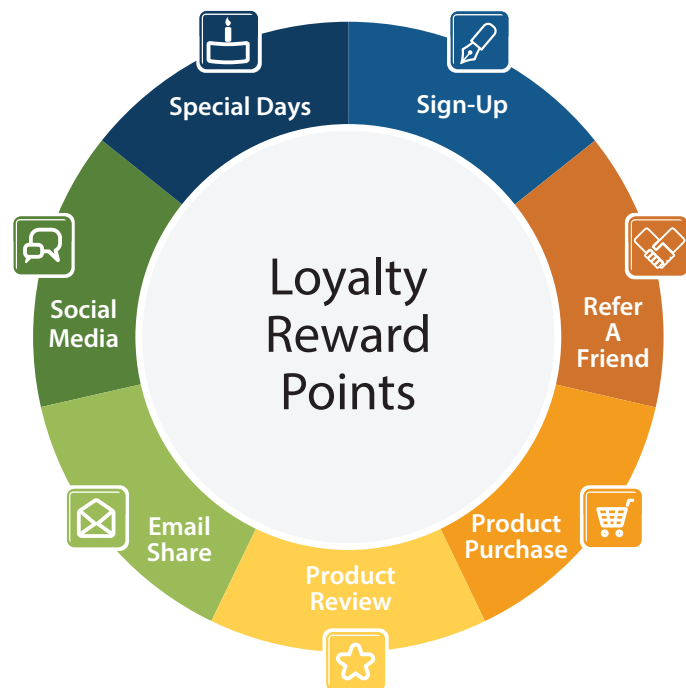 Special Days
Sign-Up
Loyalty
Reward
Points
Social
Media
Refer
A
Friend
Email
Share
Product
Purchase
Product
Review